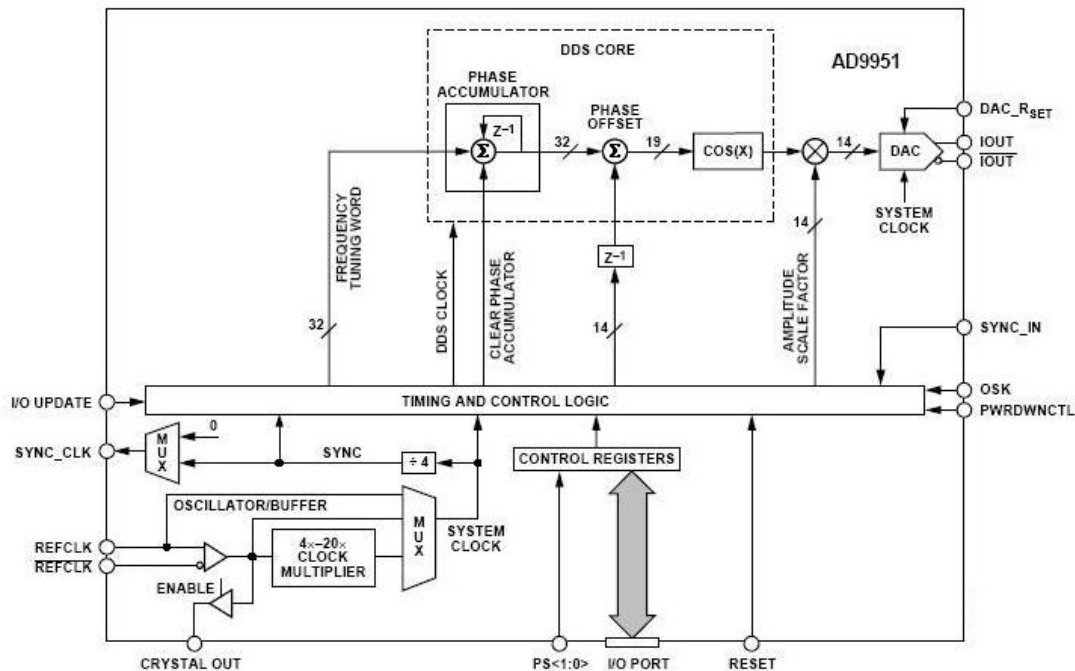 DDS CORE
AD9951
PHASE
ACCUMULATOR
Z–1
Σ
32
PHASE
OFFSET
Σ
19
COS(X)
14
DAC
DAC_RSET
IOUT
IOUT
SYSTEM
CLOCK
FREQUENCY
TUNING WORD
32
DDS CLOCK
CLEAR PHASE
ACCUMULATOR
Z–1
14
AMPLITUDE
SCALE FACTOR
14
SYNC_IN
OSK
PWRDWNCTL
I/O UPDATE
TIMING AND CONTROL LOGIC
SYNC_CLK
MUX
0
SYNC
÷ 4
CONTROL REGISTERS
OSCILLATOR/BUFFER
MUX
SYSTEM
CLOCK
REFCLK
REFCLK
4×–20×
CLOCK
MULTIPLIER
ENABLE
CRYSTAL OUT
PS<1:0>
I/O PORT
RESET